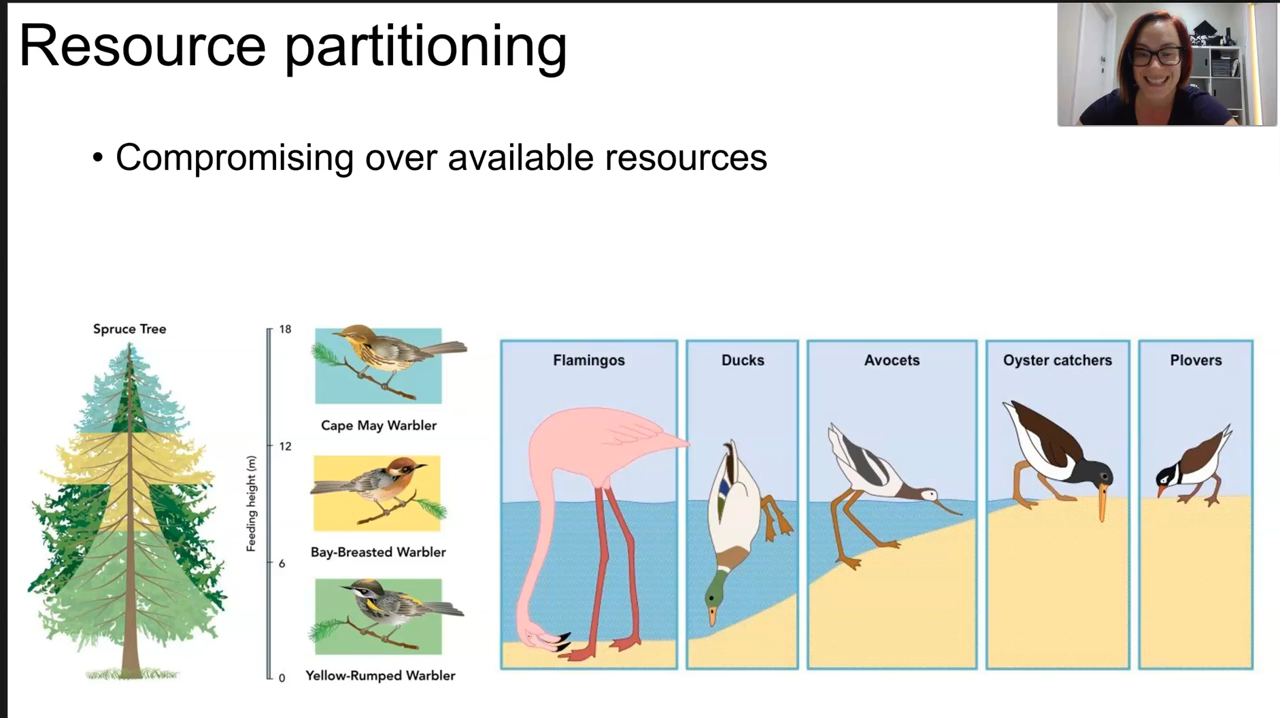 Resource partitioning
• Compromising over available resources
Spruce Tree
Feeding height (m)
18
12
6
0
Cape May Warbler
Bay-Breasted Warbler
Yellow-Rumped Warbler
Flamingos
Ducks
Avocets
Oyster catchers
Plovers